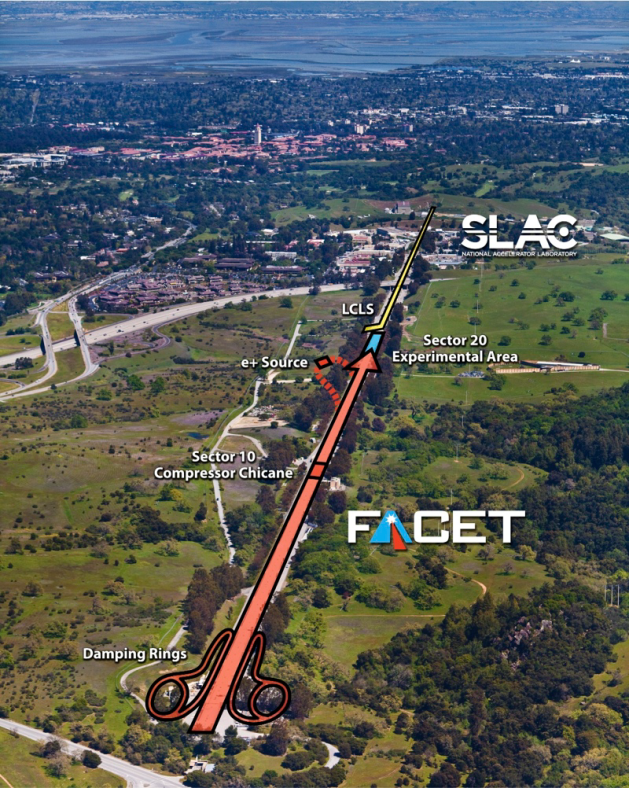 SLAC
NATIONAL ACCELERATOR LABORATORY
LCLS
Sector 20
Experimental Area
e+ Source
Sector 10
Compressor Chicane
FACET
Damping Rings